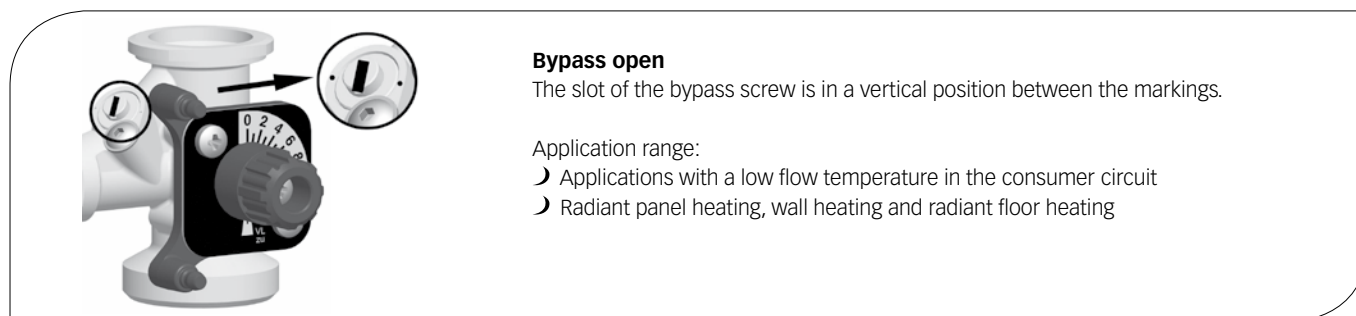 Bypass open
The slot of the bypass screw is in a vertical position between the markings.
Application range:
Applications with a low flow temperature in the consumer circuit
Radiant panel heating, wall heating and radiant floor heating
0 2 4 6 8
VL
zu